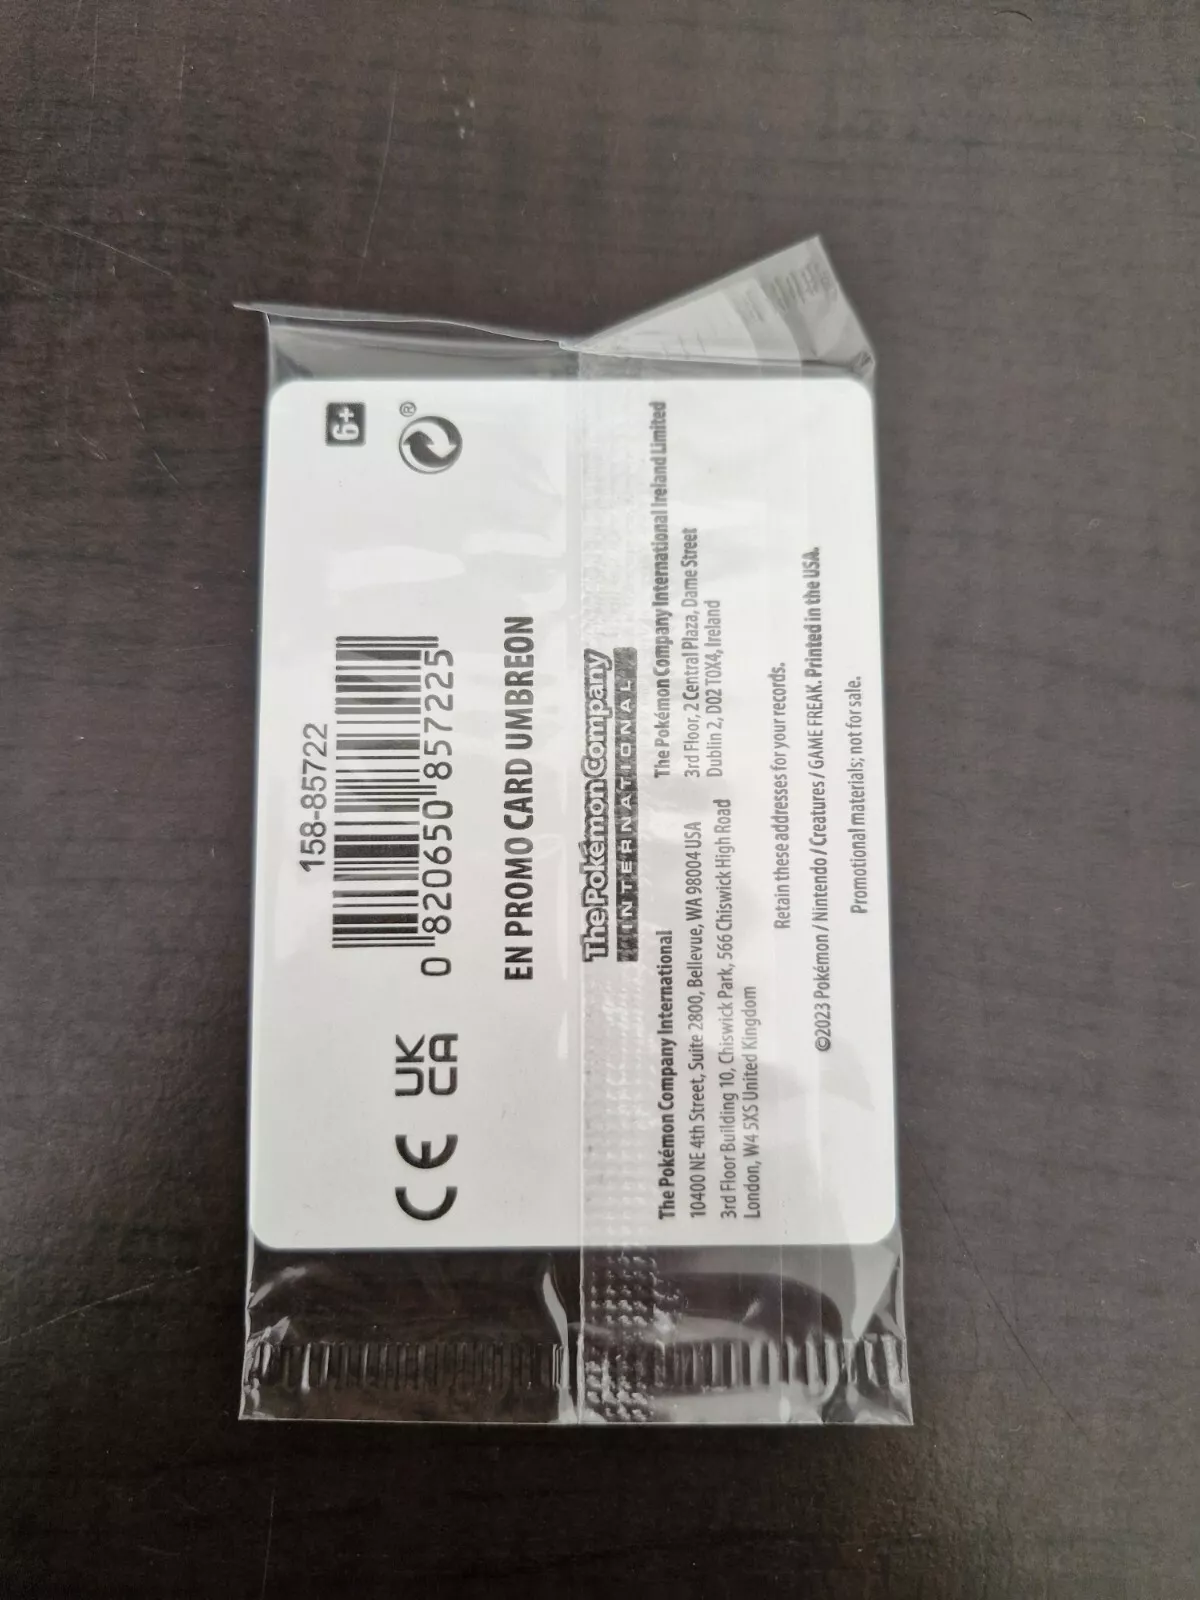 158-85722
6+
CE
UK
CA
0 820650 857225
®
EN PROMO CARD UMBREON
The Pokémon Company
INTERNATIONAL
The Pokémon Company International
10400 NE 4th Street, Suite 2800, Bellevue, WA 98004 USA
3rd Floor Building 10, Chiswick Park, 566 Chiswick High Road
London, W4 5XS United Kingdom
The Pokémon Company International Ireland Limited
3rd Floor, 2 Central Plaza, Dame Street
Dublin 2, D02 T0X4, Ireland
Retain these addresses for your records.
©2023 Pokémon / Nintendo / Creatures / GAME FREAK. Printed in the USA.
Promotional materials; not for sale.